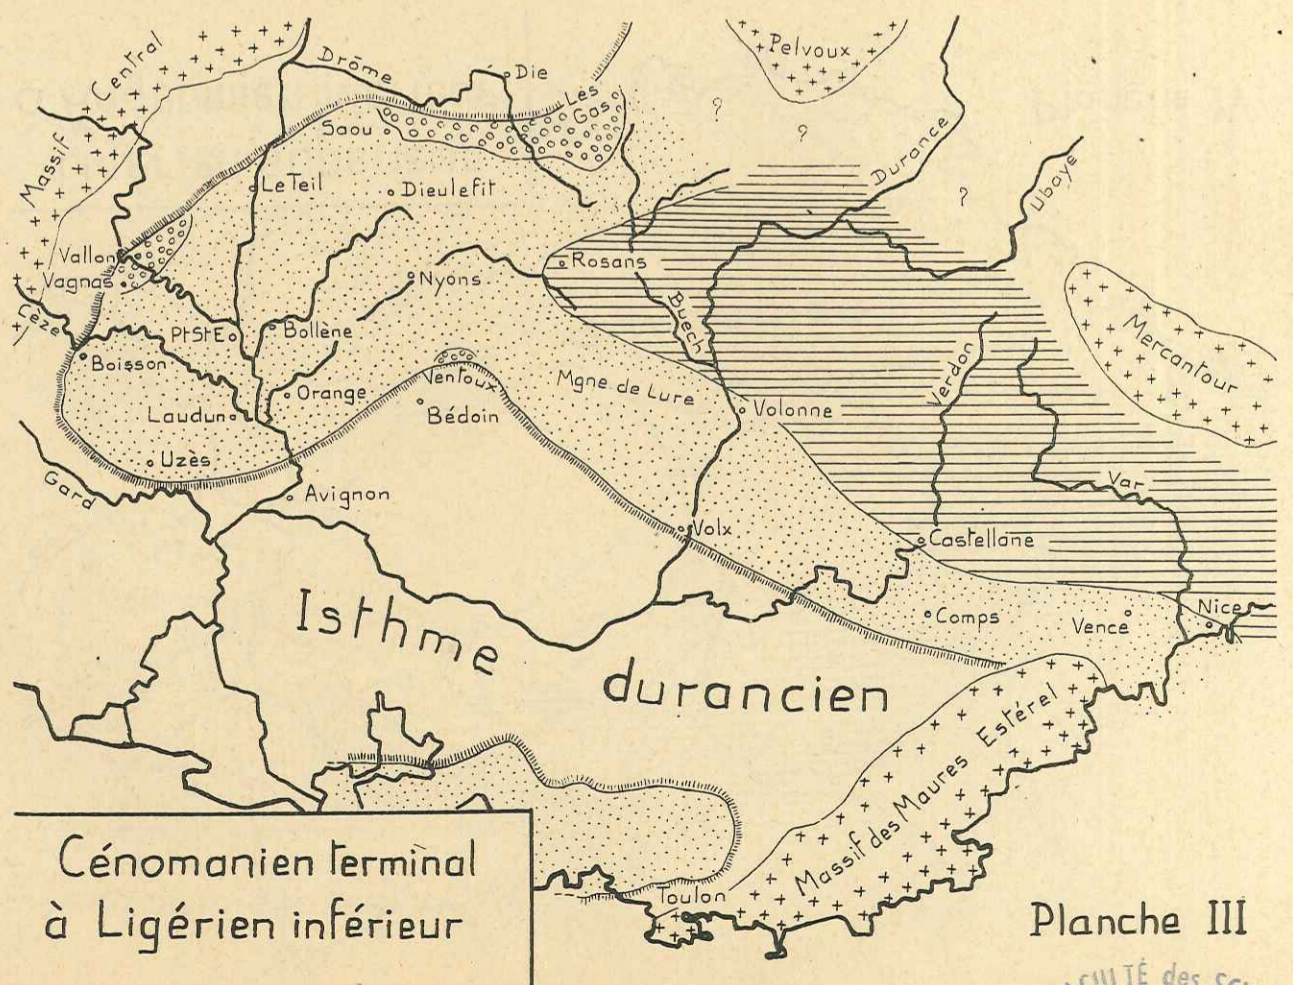 Massif Central
Drôme
Die
Pelvoux
Les
Gas
Saou
?
?
Durance
Ubaye
?
Le Teil
Dieulefit
Vallon
Vagnas
Nyons
Rosans
Cèze
Buech
Mercantour
Pt St E
Bollène
Boisson
Verdon
Ventoux
Mgne de Lure
Orange
Bédoin
Laudun
Volonne
Uzès
Gard
Avignon
Var
Volx
Castellane
Isthme
durancien
Comps
Vence
Nice
Massif des Maures Estérel
Toulon
Cénomanien terminal
à Ligérien inférieur
Planche III